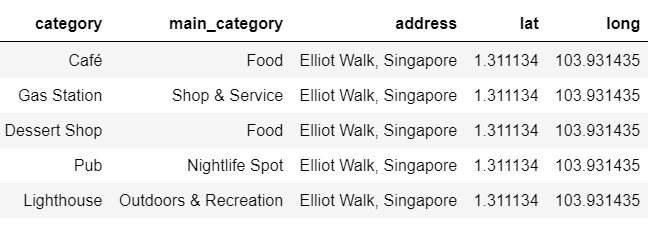 category main_category address lat long
Café Food Elliot Walk, Singapore 1.311134 103.931435
Gas Station Shop & Service Elliot Walk, Singapore 1.311134 103.931435
Dessert Shop Food Elliot Walk, Singapore 1.311134 103.931435
Pub Nightlife Spot Elliot Walk, Singapore 1.311134 103.931435
Lighthouse Outdoors & Recreation Elliot Walk, Singapore 1.311134 103.931435